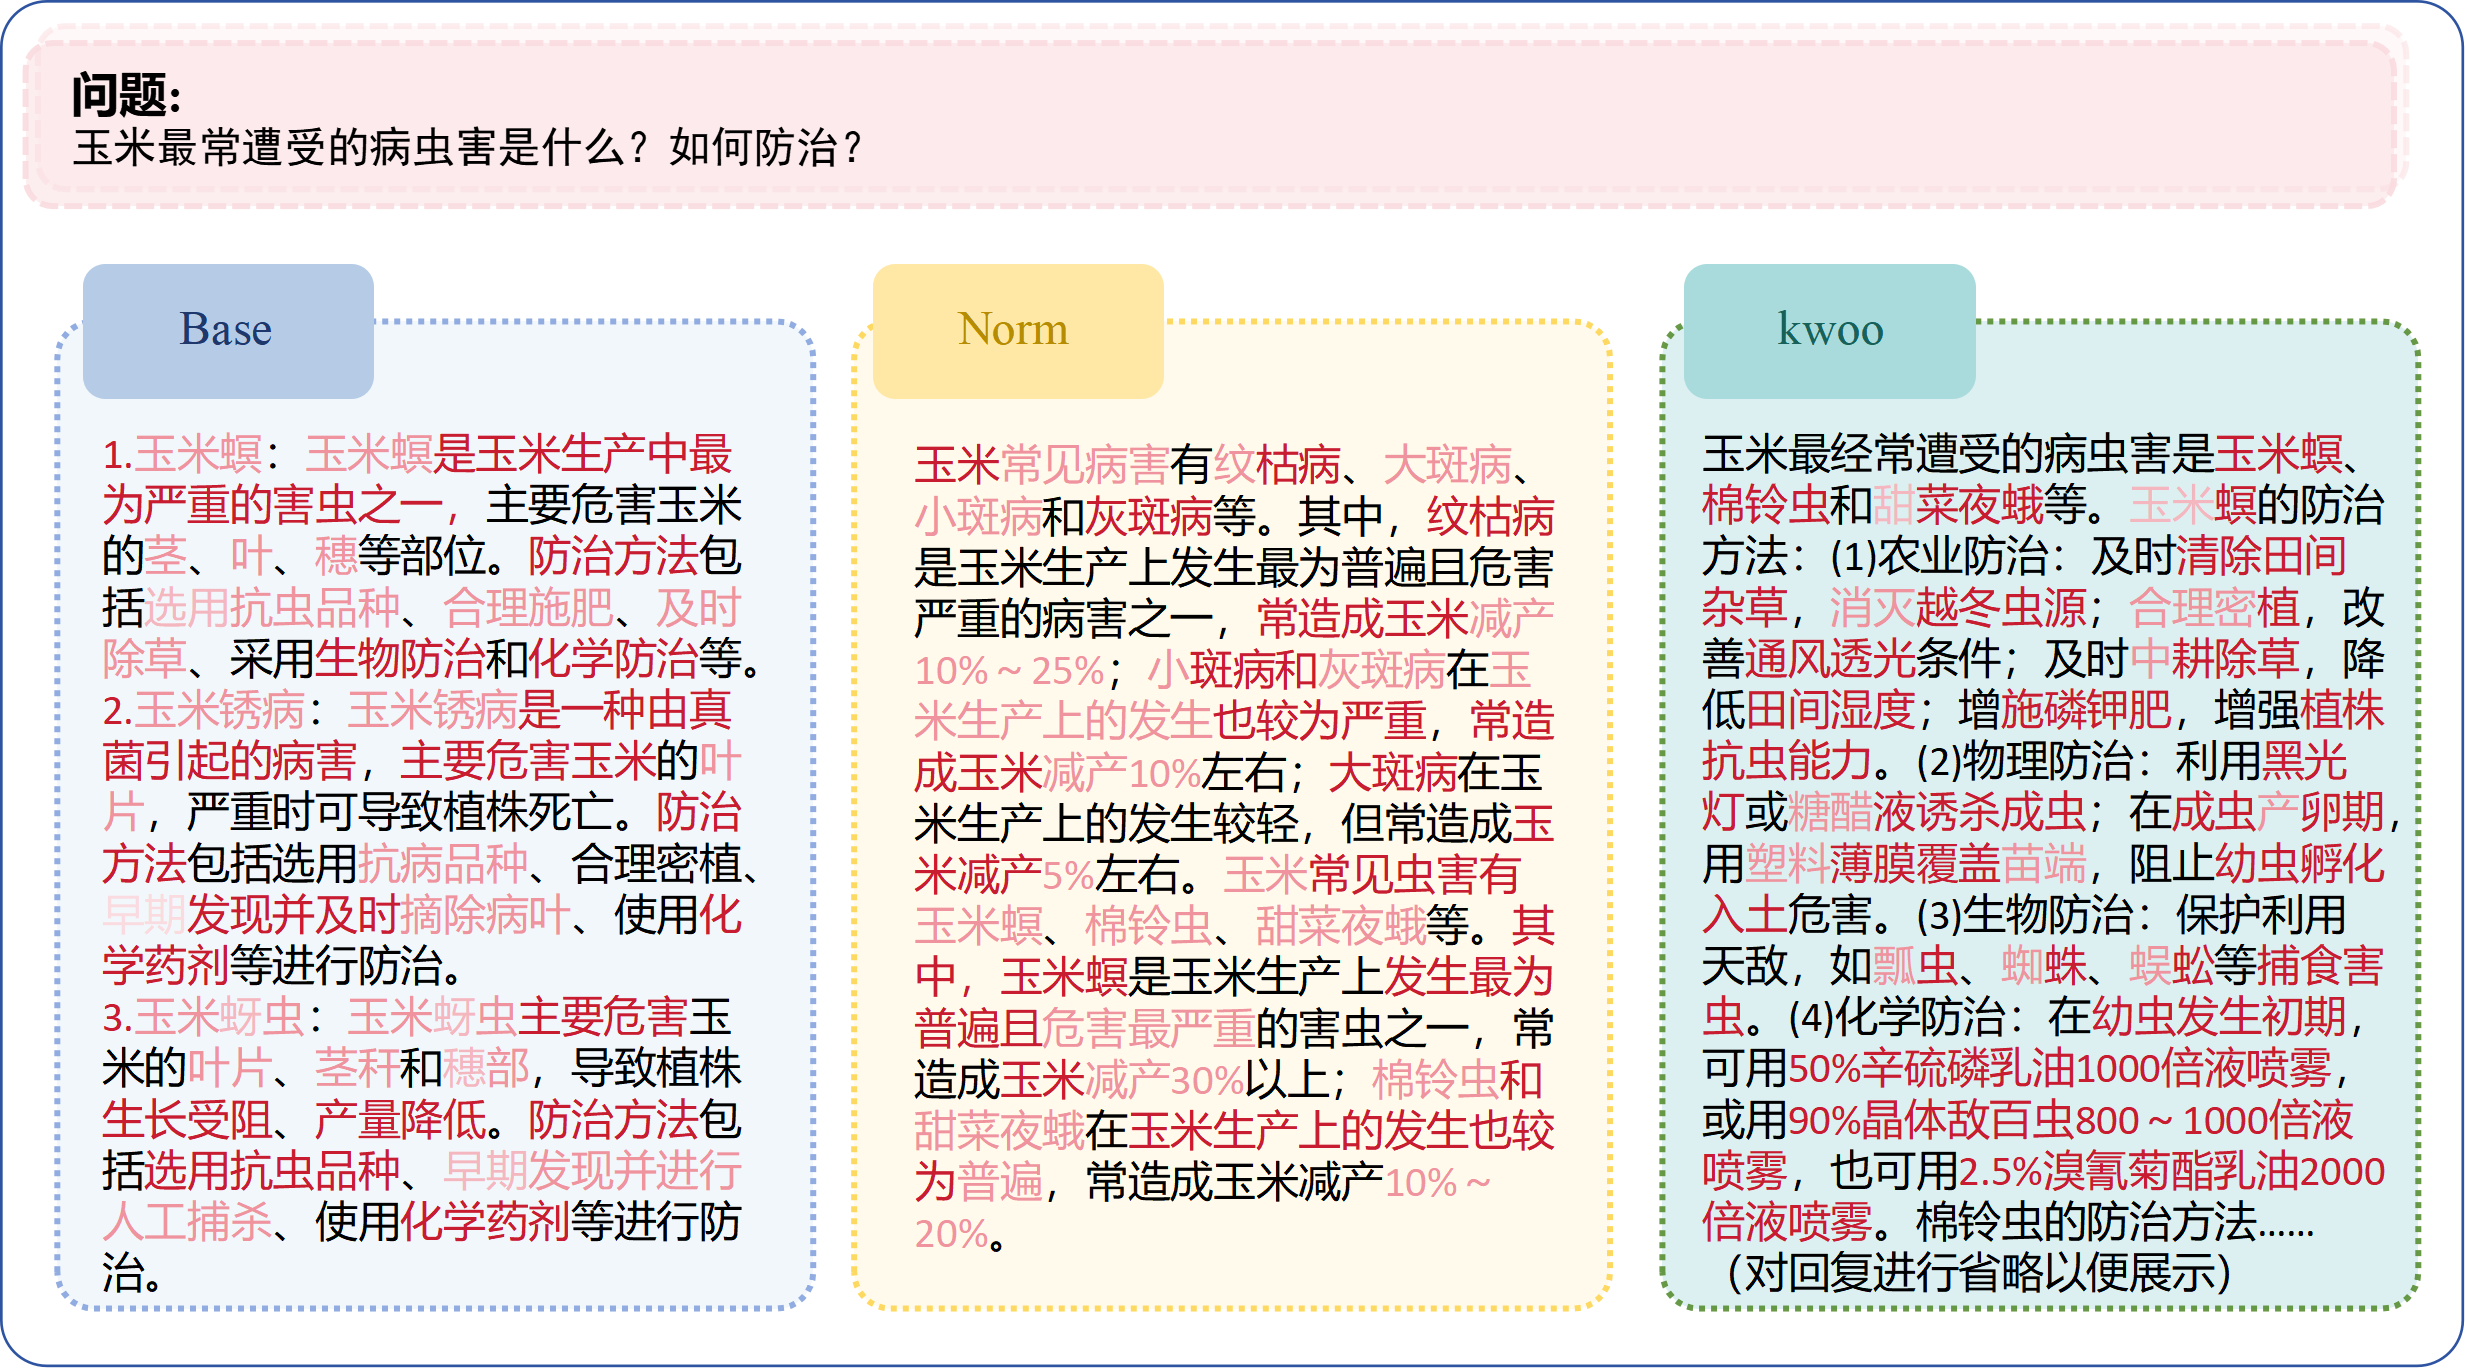 问题:
玉米最常遭受的病虫害是什么？如何防治？
Base
1.玉米螟：玉米螟是玉米生产中最
为严重的害虫之一，主要危害玉米
的茎、叶、穗等部位。防治方法包
括选用抗虫品种、合理施肥、及时
除草、采用生物防治和化学防治等。
2.玉米锈病：玉米锈病是一种由真
菌引起的病害，主要危害玉米的叶
片，严重时可导致植株死亡。防治
方法包括选用抗病品种、合理密植、
早期发现并及时摘除病叶、使用化
学药剂等进行防治。
3.玉米蚜虫：玉米蚜虫主要危害玉
米的叶片、茎秆和穗部，导致植株
生长受阻、产量降低。防治方法包
括选用抗虫品种、早期发现并进行
人工捕杀、使用化学药剂等进行防
治。
Norm
玉米常见病害有纹枯病、大斑病、
小斑病和灰斑病等。其中，纹枯病
是玉米生产上发生最为普遍且危害
严重的病害之一，常造成玉米减产
10%～25%；小斑病和灰斑病在玉
米生产上的发生也较为严重，常造
成玉米减产10%左右；大斑病在玉
米生产上的发生较轻，但常造成玉
米减产5%左右。玉米常见虫害有
玉米螟、棉铃虫、甜菜夜蛾等。其
中，玉米螟是玉米生产上发生最为
普遍且危害最严重的害虫之一，常
造成玉米减产30%以上；棉铃虫和
甜菜夜蛾在玉米生产上的发生也较
为普遍，常造成玉米减产10%～
20%。
kwoo
玉米最经常遭受的病虫害是玉米螟、
棉铃虫和甜菜夜蛾等。玉米螟的防治
方法：(1)农业防治：及时清除田间
杂草，消灭越冬虫源；合理密植，改
善通风透光条件；及时中耕除草，降
低田间湿度；增施磷钾肥，增强植株
抗虫能力。(2)物理防治：利用黑光
灯或糖醋液诱杀成虫；在成虫产卵期，
用塑料薄膜覆盖苗端，阻止幼虫孵化
入土危害。(3)生物防治：保护利用
天敌，如瓢虫、蜘蛛、蜈蚣等捕食害
虫。(4)化学防治：在幼虫发生初期，
可用50%辛硫磷乳油1000倍液喷雾，
或用90%晶体敌百虫800～1000倍液
喷雾，也可用2.5%溴氰菊酯乳油2000
倍液喷雾。棉铃虫的防治方法……
（对回复进行省略以便展示）